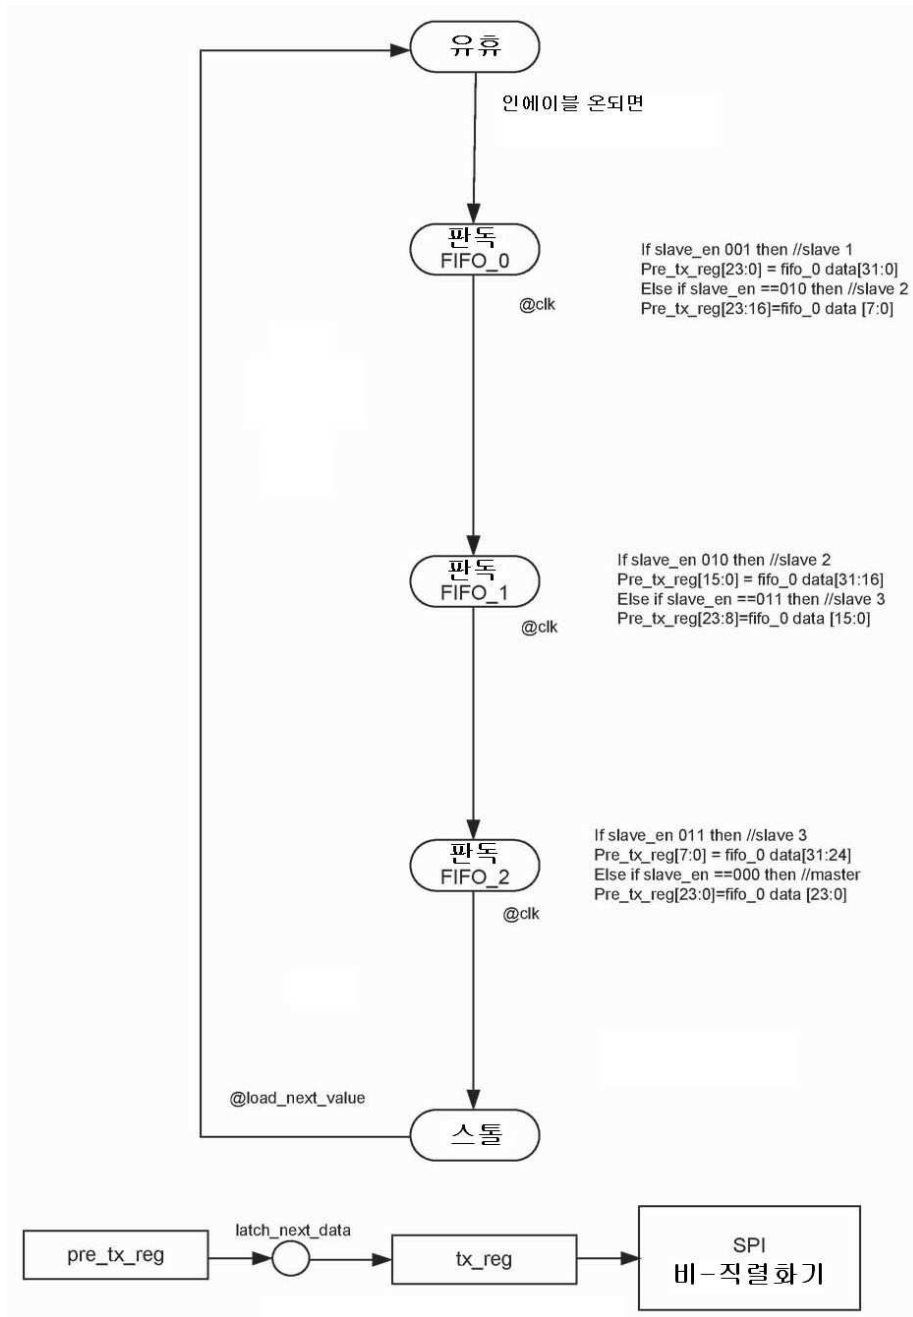 유휴
인에이블 온되면
판독
FIFO_0
@clk
If slave_en 001 then //slave 1
Pre_tx_reg[23:0] = fifo_0 data[31:0]
Else if slave_en ==010 then //slave 2
Pre_tx_reg[23:16]=fifo_0 data [7:0]
판독
FIFO_1
@clk
If slave_en 010 then //slave 2
Pre_tx_reg[15:0] = fifo_0 data[31:16]
Else if slave_en ==011 then //slave 3
Pre_tx_reg[23:8]=fifo_0 data [15:0]
판독
FIFO_2
@clk
If slave_en 011 then //slave 3
Pre_tx_reg[7:0] = fifo_0 data[31:24]
Else if slave_en ==000 then //master
Pre_tx_reg[23:0]=fifo_0 data [23:0]
@load_next_value
스톨
pre_tx_reg
latch_next_data
tx_reg
SPI
비-직렬화기